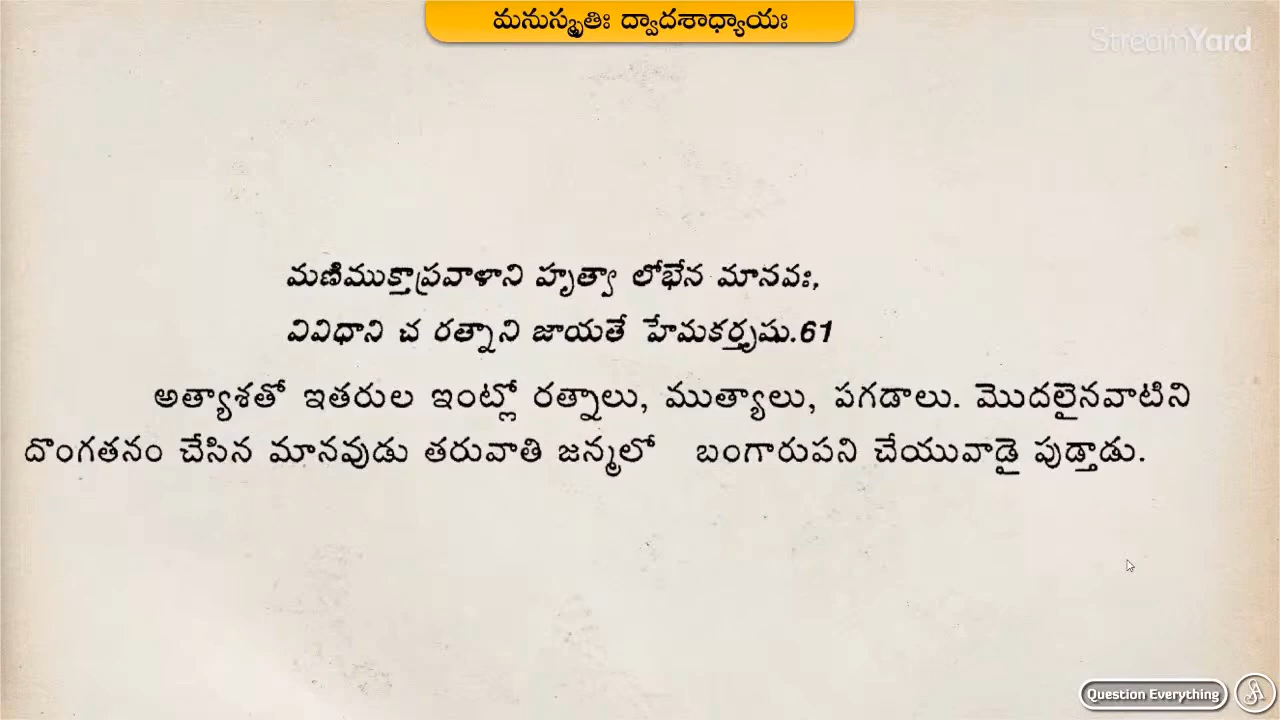 మనుస్మృతిః ద్వాదశాధ్యాయః
StreamYard
మణిముక్తాప్రవాళాని హృత్వా లోభేన మానవః,
వివిధాని చ రత్నాని జాయతే హేమకర్తృషు.61
అత్యాశతో ఇతరుల ఇంట్లో రత్నాలు, ముత్యాలు, పగడాలు. మొదలైనవాటిని
దొంగతనం చేసిన మానవుడు తరువాతి జన్మలో బంగారుపని చేయువాడై పుడ్తాడు.
Question Everything